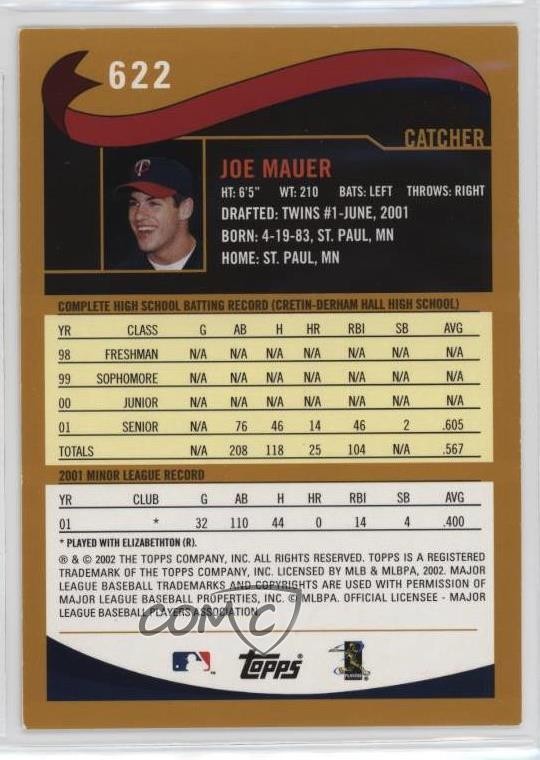 622
CATCHER
JOE MAUER
HT: 6'5" WT: 210 BATS: LEFT THROWS: RIGHT
DRAFTED: TWINS #1-JUNE, 2001
BORN: 4-19-83, ST. PAUL, MN
HOME: ST. PAUL, MN
COMPLETE HIGH SCHOOL BATTING RECORD (CRETIN-DERHAM HALL HIGH SCHOOL)
YR CLASS G AB H HR RBI SB AVG
98 FRESHMAN N/A N/A N/A N/A N/A N/A N/A
99 SOPHOMORE N/A N/A N/A N/A N/A N/A N/A
00 JUNIOR N/A N/A N/A N/A N/A N/A N/A
01 SENIOR N/A 76 46 14 46 2 .605
TOTALS N/A 208 118 25 104 N/A .567
2001 MINOR LEAGUE RECORD
YR CLUB G AB H HR RBI SB AVG
01 * 32 110 44 0 14 4 .400
* PLAYED WITH ELIZABETHTON (R).
® & © 2002 THE TOPPS COMPANY, INC. ALL RIGHTS RESERVED. TOPPS IS A REGISTERED
TRADEMARK OF THE TOPPS COMPANY, INC. LICENSED BY MLB & MLBPA, 2002. MAJOR
LEAGUE BASEBALL TRADEMARKS AND COPYRIGHTS ARE USED WITH PERMISSION OF
MAJOR LEAGUE BASEBALL PROPERTIES, INC. © MLBPA. OFFICIAL LICENSEE - MAJOR
LEAGUE BASEBALL PLAYERS ASSOCIATION.
COMC
Topps